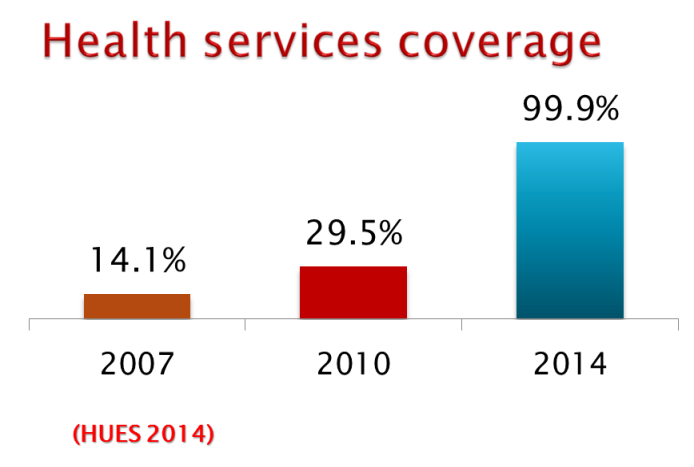 Health services coverage
99.9%
29.5%
14.1%
2007 2010 2014
(HUES 2014)